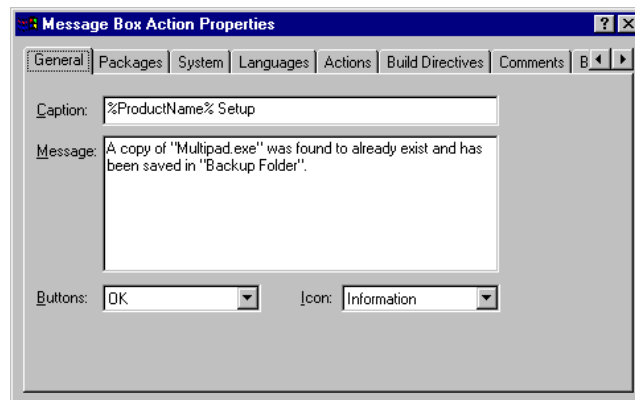 Message Box Action Properties
General Packages System Languages Actions Build Directives Comments B
Caption: %ProductName% Setup
Message: A copy of "Multipad.exe" was found to already exist and has
been saved in "Backup Folder".
Buttons: OK Icon: Information